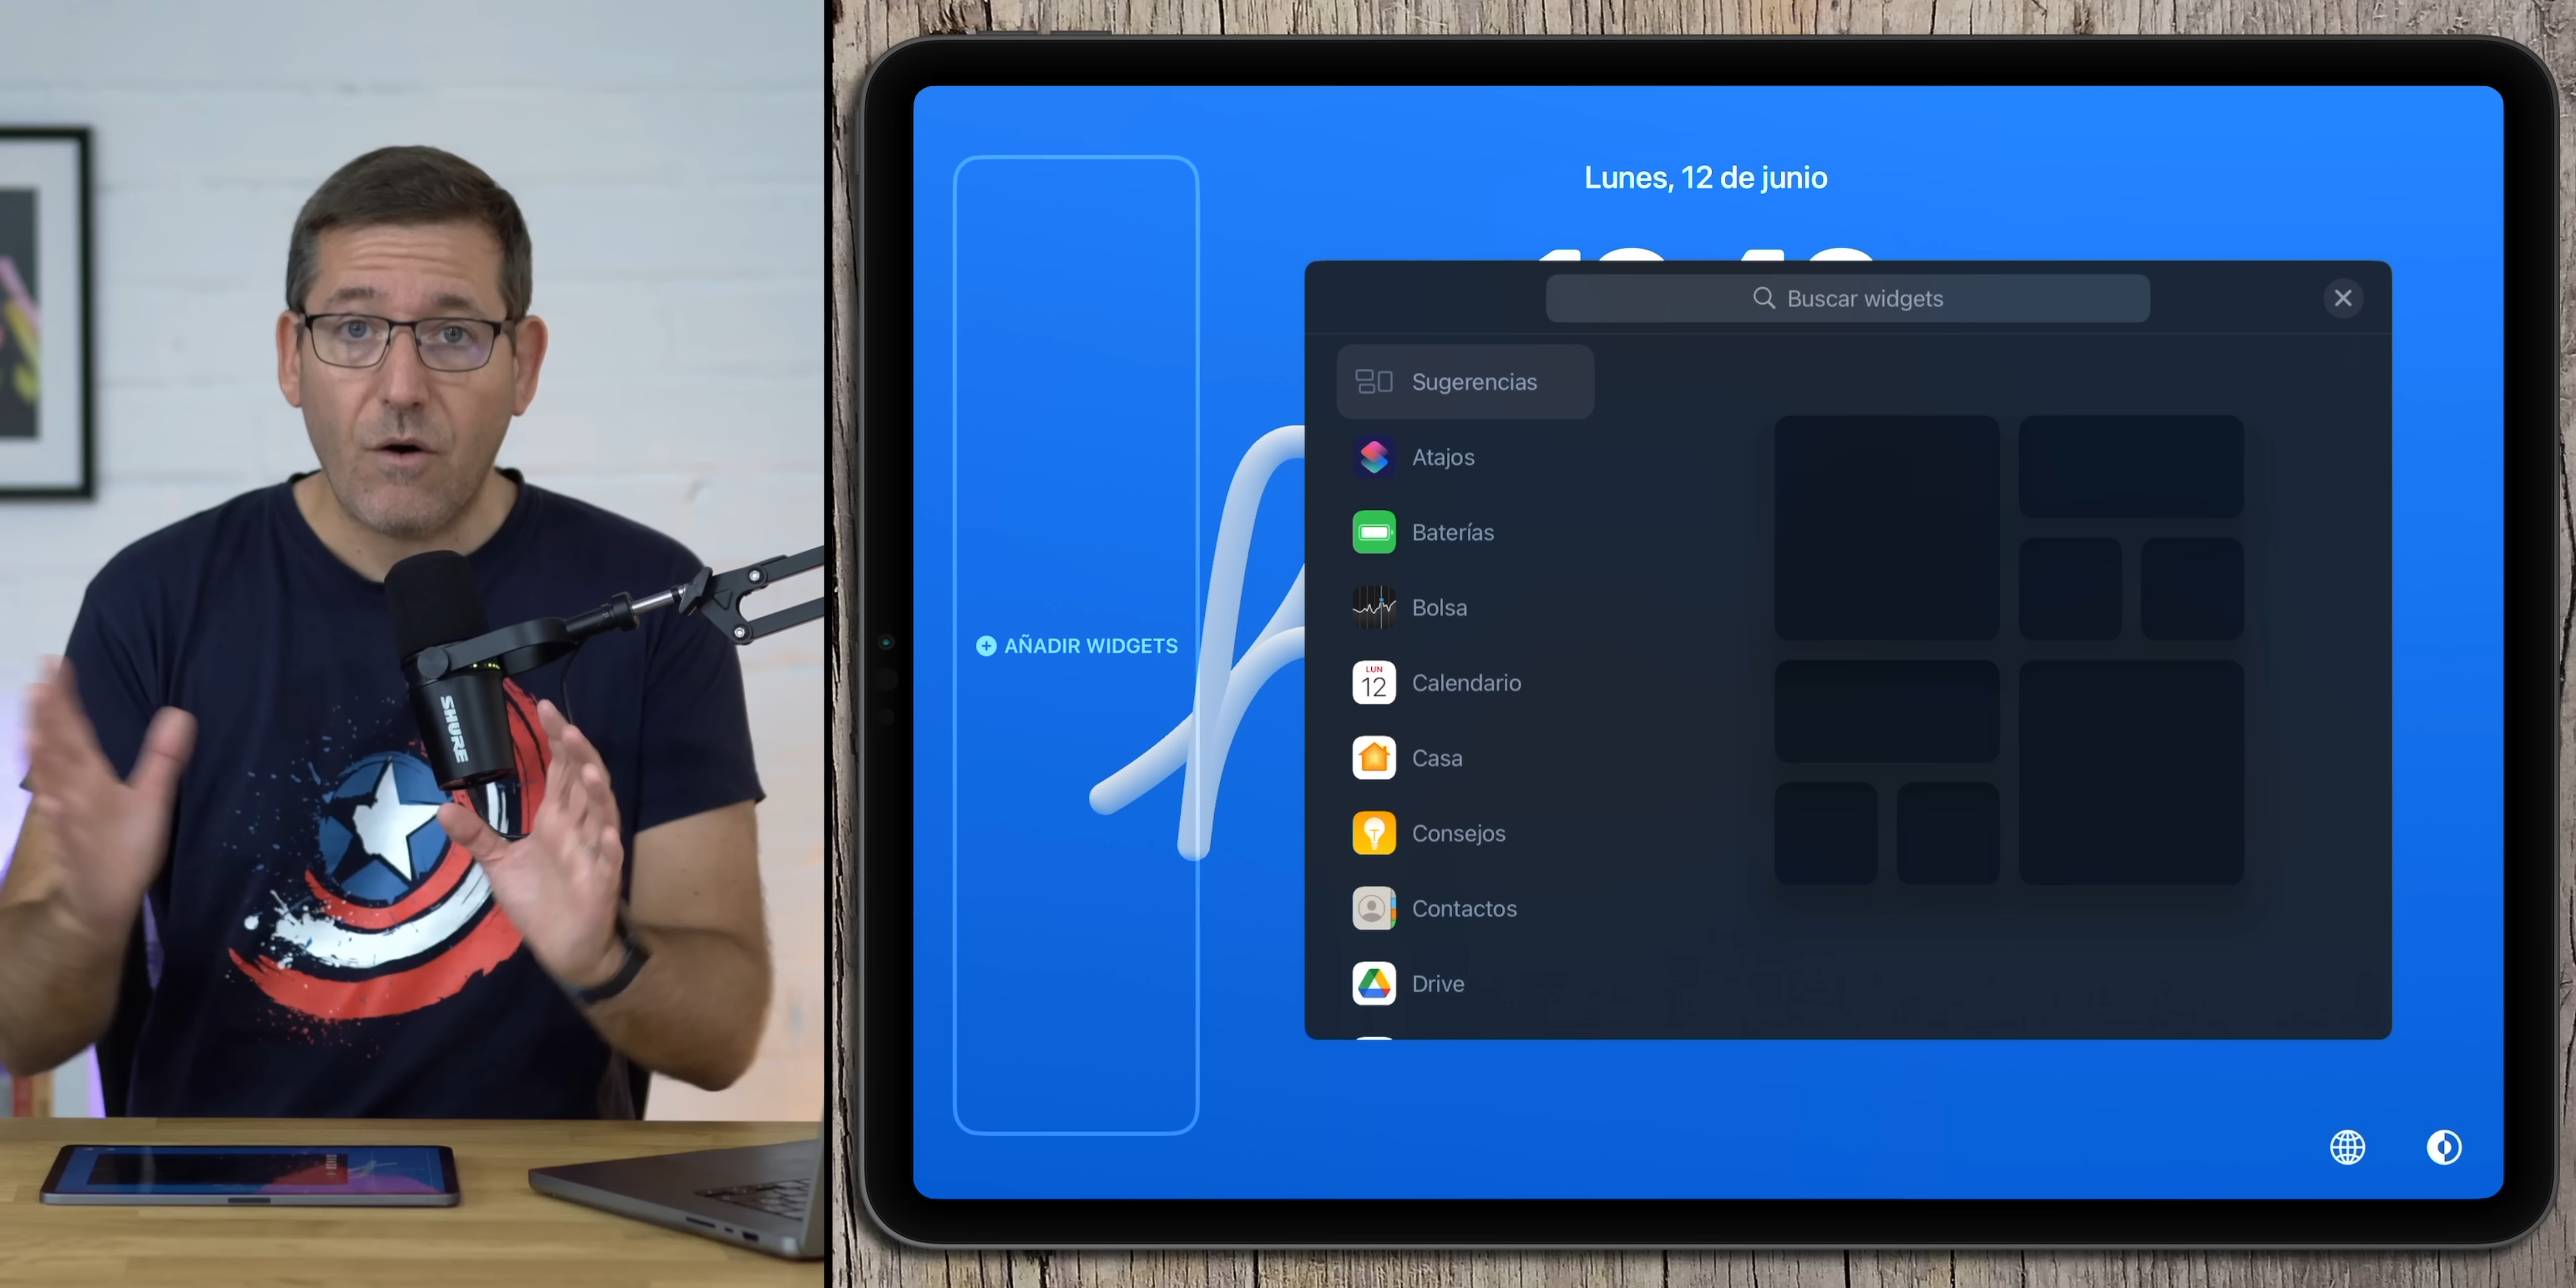 SHURE
Lunes, 12 de junio
Buscar widgets
Sugerencias
Atajos
Baterías
Bolsa
LUN
12
Calendario
Casa
Consejos
Contactos
Drive
AÑADIR WIDGETS